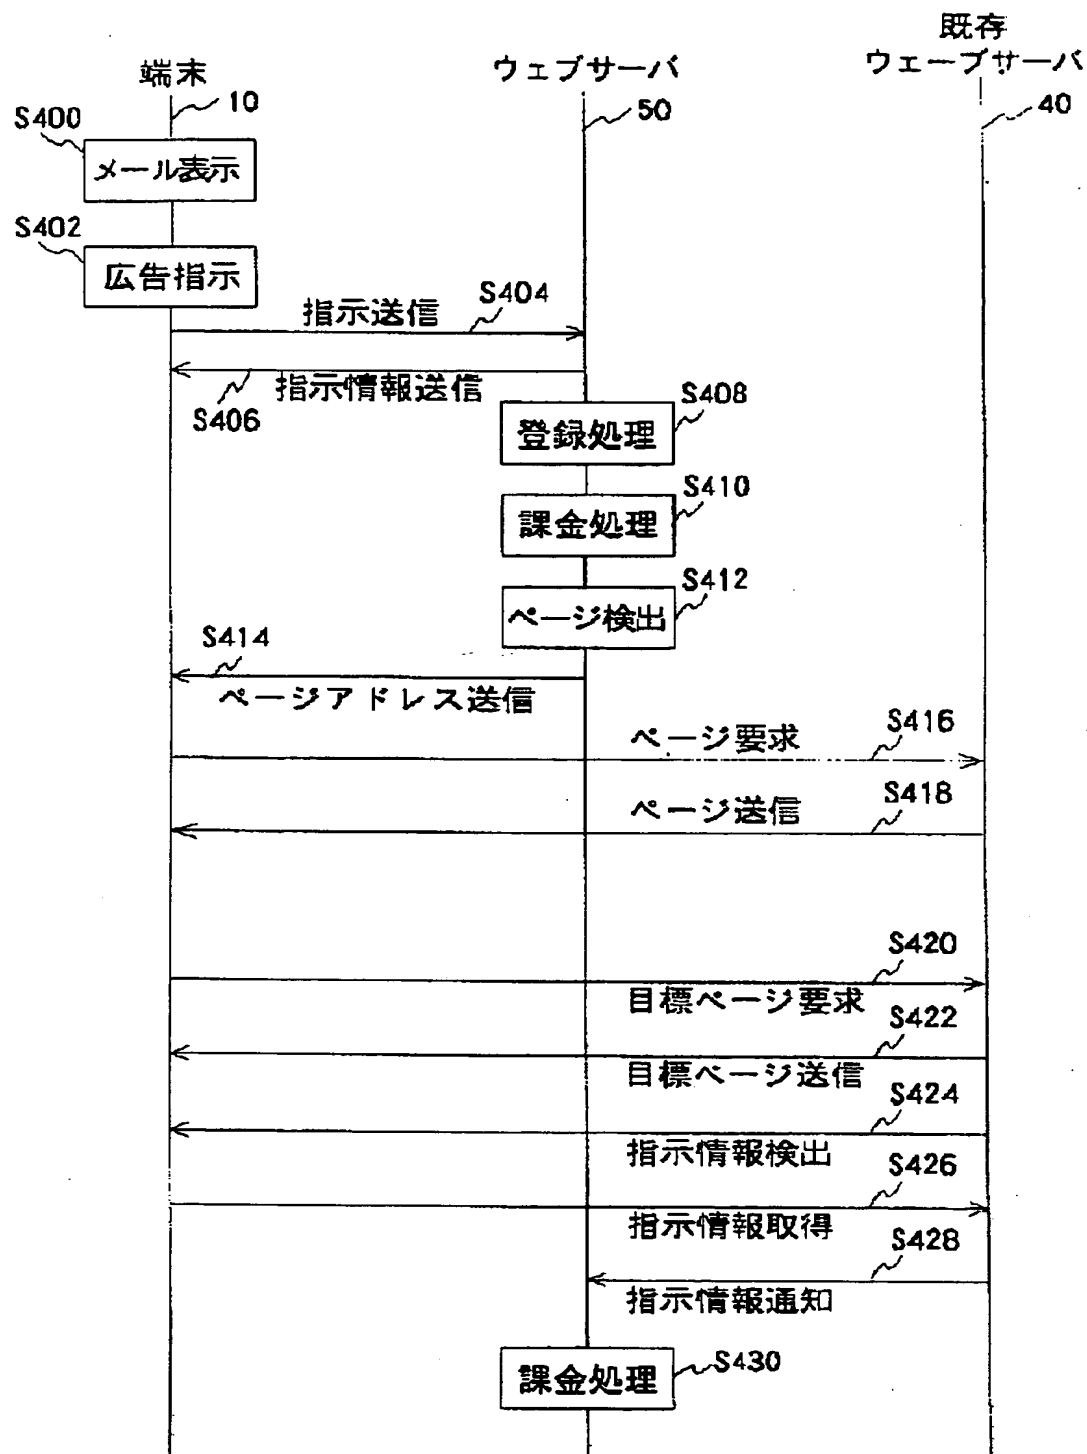 端末
10
ウェブサーバ
50
既存
ウェーブサーバ
40
S400
メール表示
S402
広告指示
指示送信
S404
指示情報送信
S406
S408
登録処理
S410
課金処理
S412
ページ検出
S414
ページアドレス送信
ページ要求
S416
ページ送信
S418
S420
目標ページ要求
S422
目標ページ送信
S424
指示情報検出
S426
指示情報取得
S428
指示情報通知
課金処理
S430